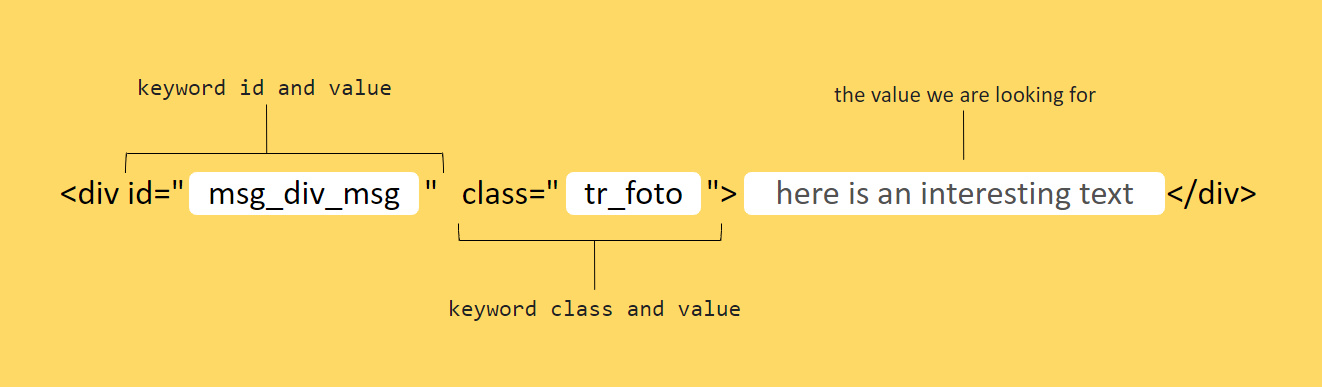 keyword id and value
the value we are looking for
<div id=" msg_div_msg " class=" tr_foto "> here is an interesting text </div>
keyword class and value